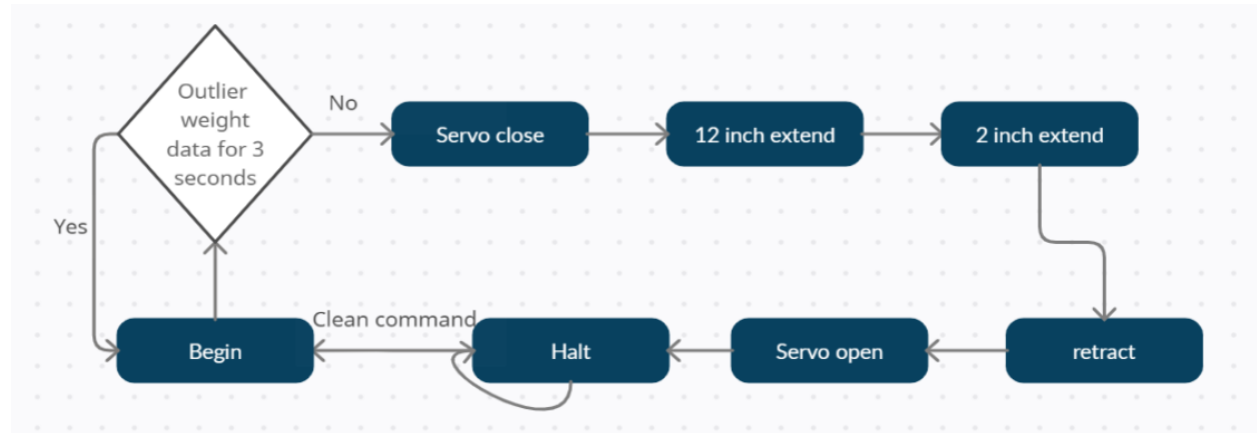 Outlier
weight
data for 3
seconds
No
Servo close
12 inch extend
2 inch extend
Yes
Clean command
Begin
Halt
Servo open
retract